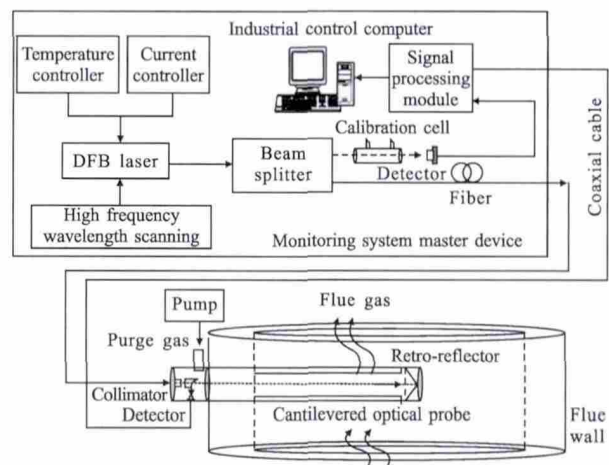 Industrial control computer
Temperature
controller
Current
controller
Signal
processing
module
Calibration cell
DFB laser
Beam
splitter
Detector
Fiber
Coaxial cable
High frequency
wavelength scanning
Monitoring system master device
Pump
Flue gas
Purge gas
Retro-reflector
Collimator
Detector
Cantilevered optical probe
Flue
wall